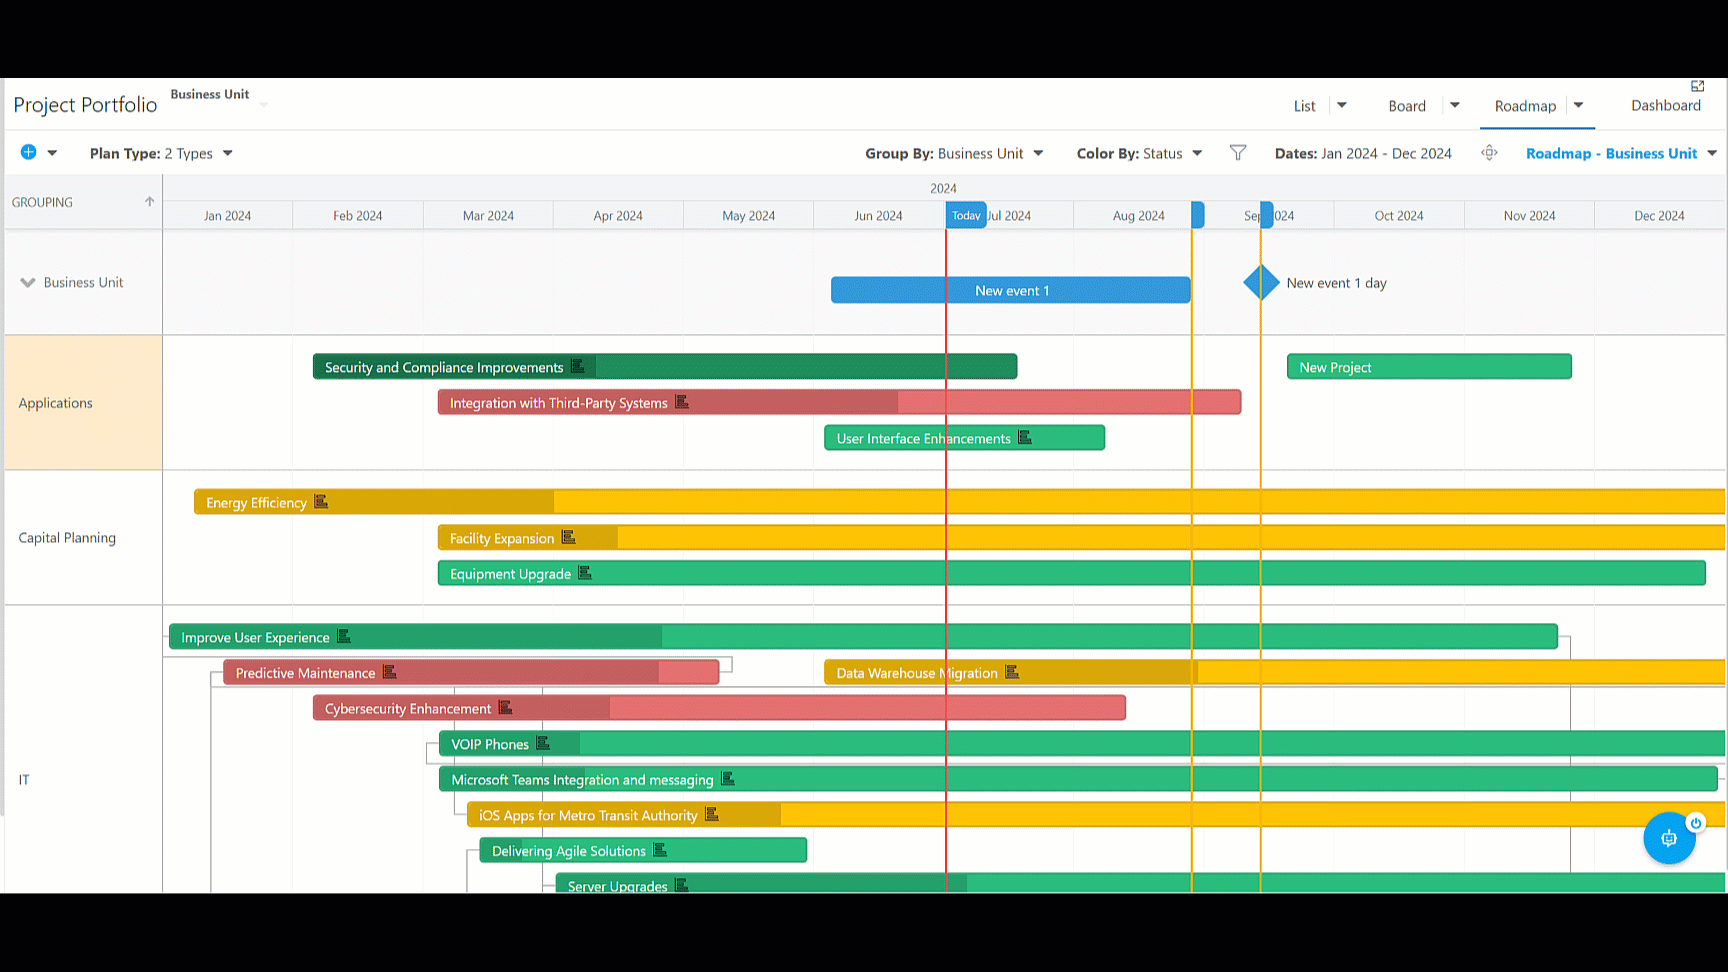 Project Portfolio
Business Unit
List
Board
Roadmap
Dashboard
Plan Type: 2 Types
Group By: Business Unit
Color By: Status
Dates: Jan 2024 - Dec 2024
Roadmap - Business Unit
GROUPING
2024
Jan 2024
Feb 2024
Mar 2024
Apr 2024
May 2024
Jun 2024
Today
Jul 2024
Aug 2024
Sep 2024
Oct 2024
Nov 2024
Dec 2024
Business Unit
New event 1
New event 1 day
Applications
Security and Compliance Improvements
New Project
Integration with Third-Party Systems
User Interface Enhancements
Capital Planning
Energy Efficiency
Facility Expansion
Equipment Upgrade
IT
Improve User Experience
Predictive Maintenance
Data Warehouse Migration
Cybersecurity Enhancement
VOIP Phones
Microsoft Teams Integration and messaging
iOS Apps for Metro Transit Authority
Delivering Agile Solutions
Server Upgrades